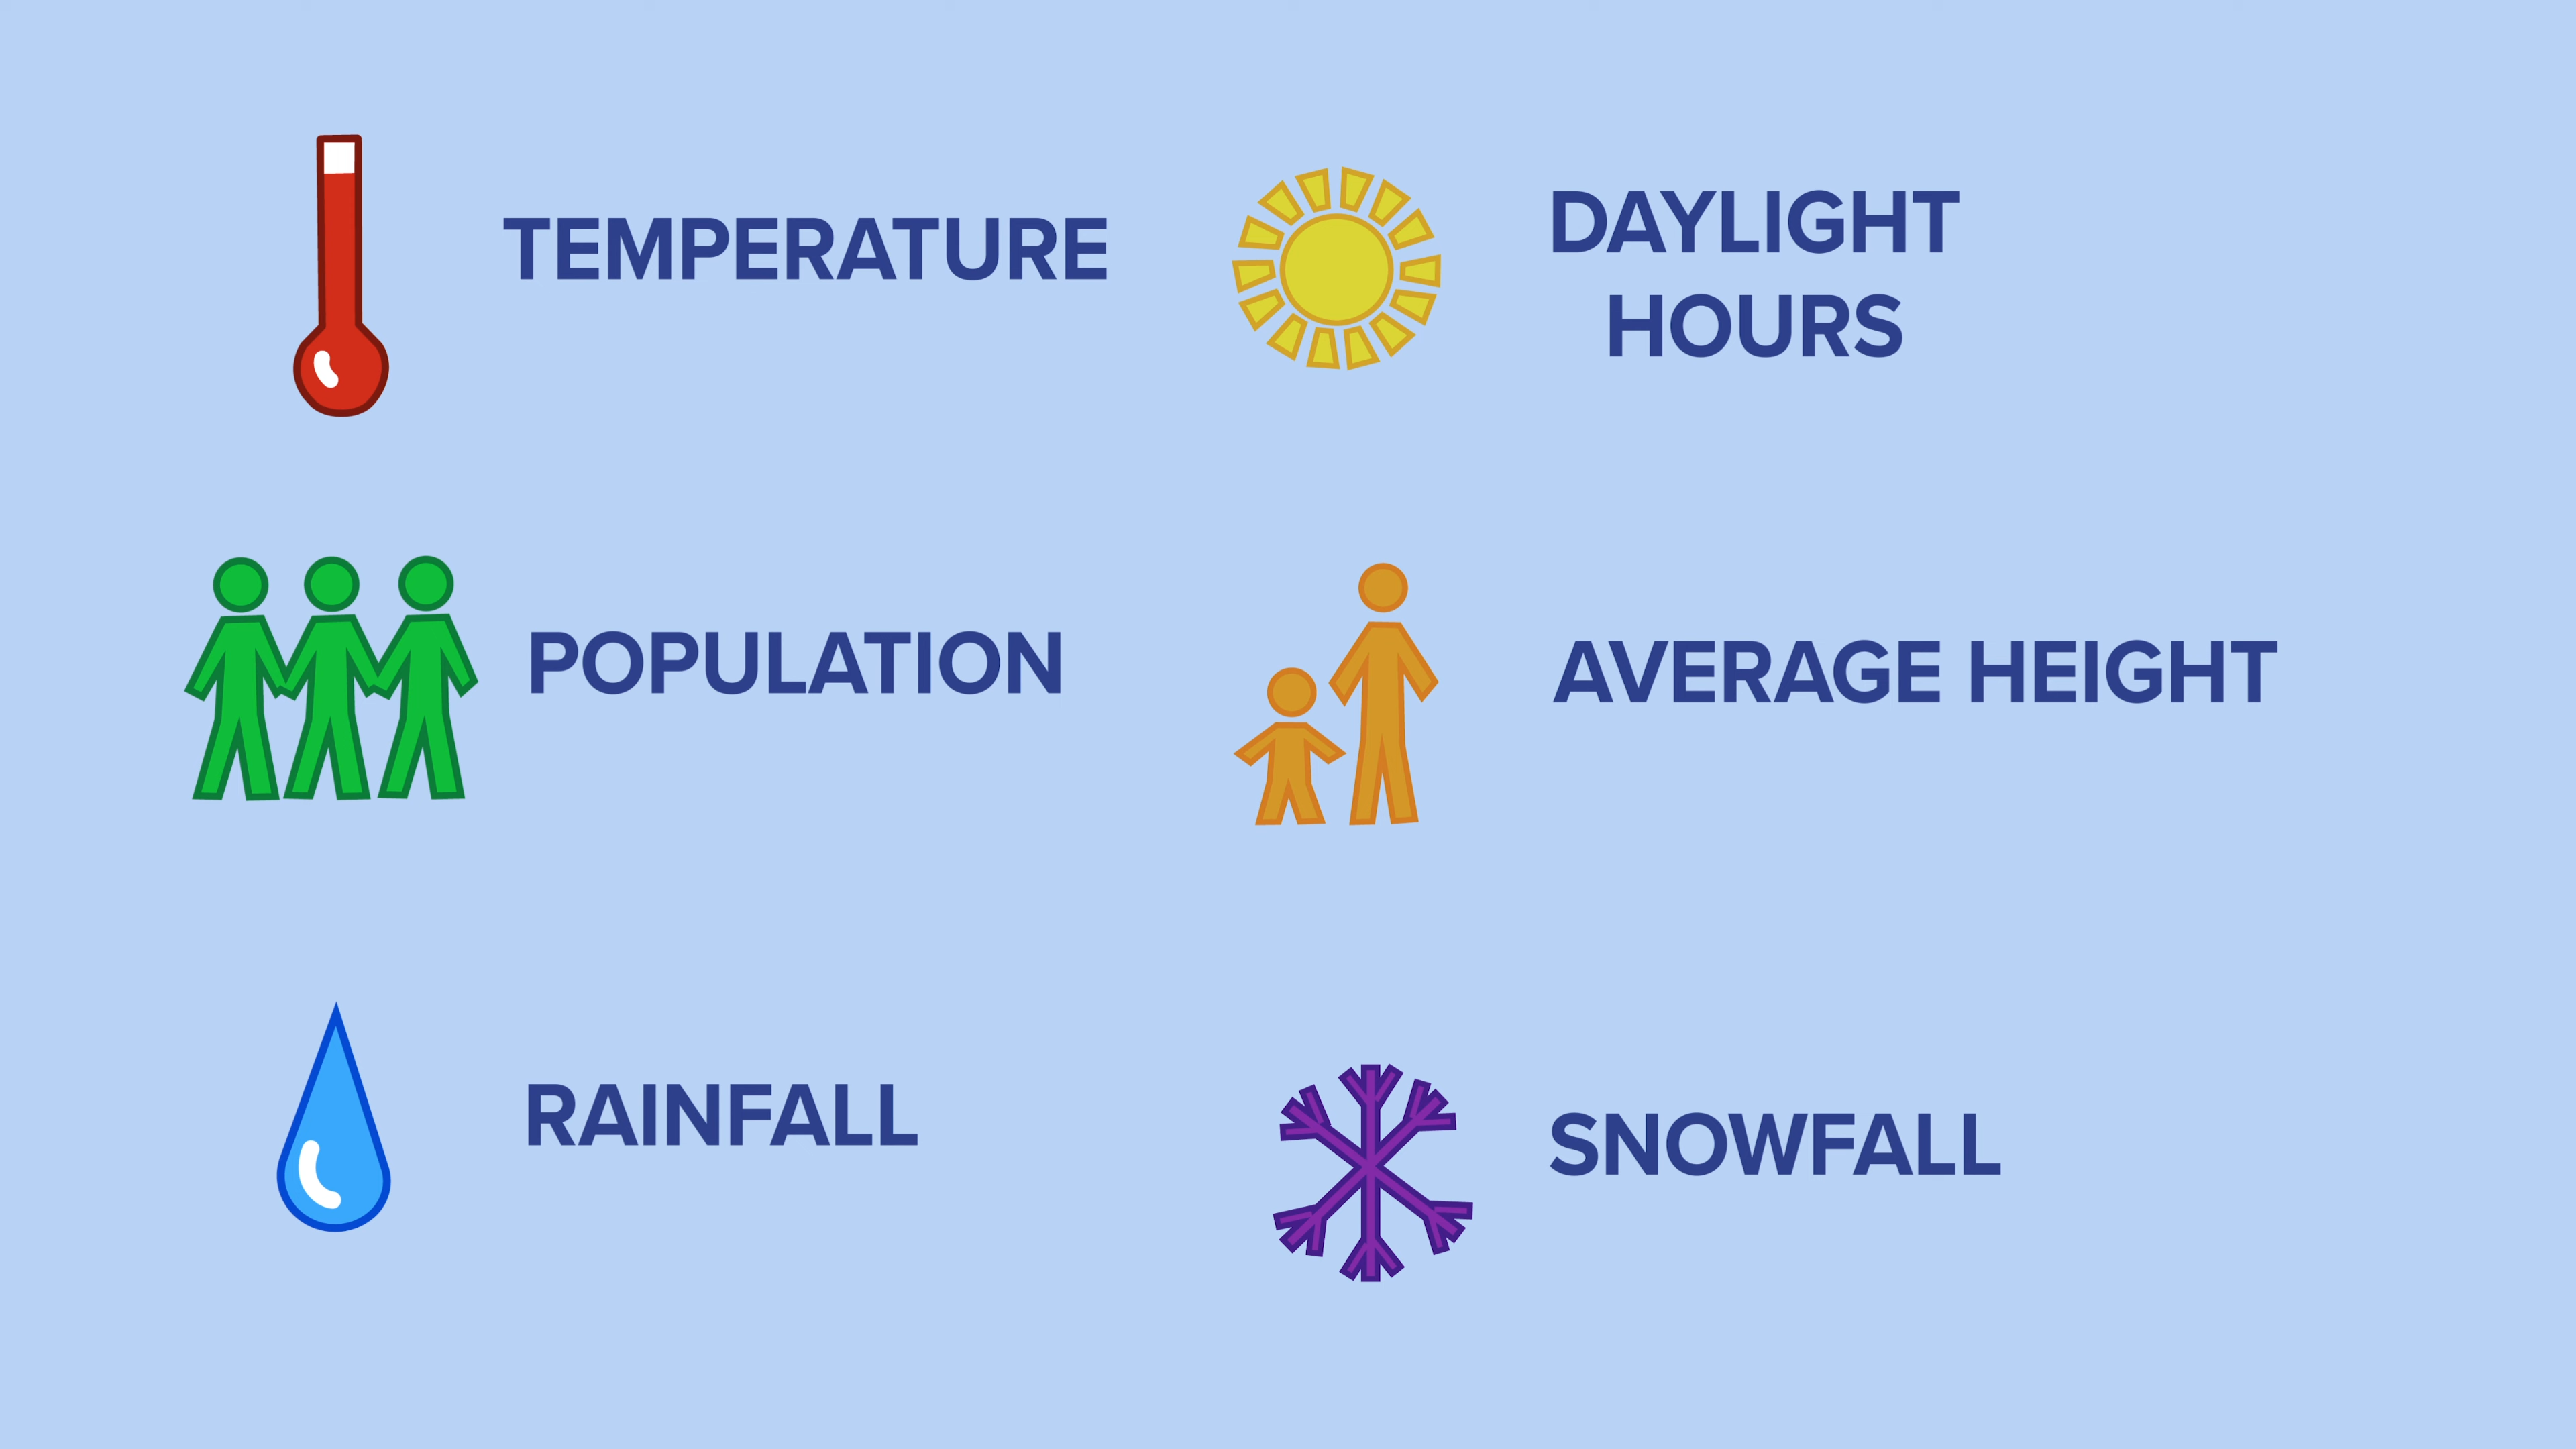 TEMPERATURE
DAYLIGHT
HOURS
POPULATION
AVERAGE HEIGHT
RAINFALL
SNOWFALL